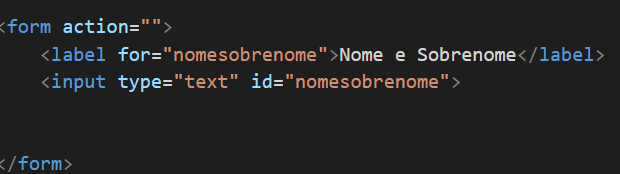 <form action="">
<label for="nomesobrenome">Nome e Sobrenome</label>
<input type="text" id="nomesobrenome">
</form>